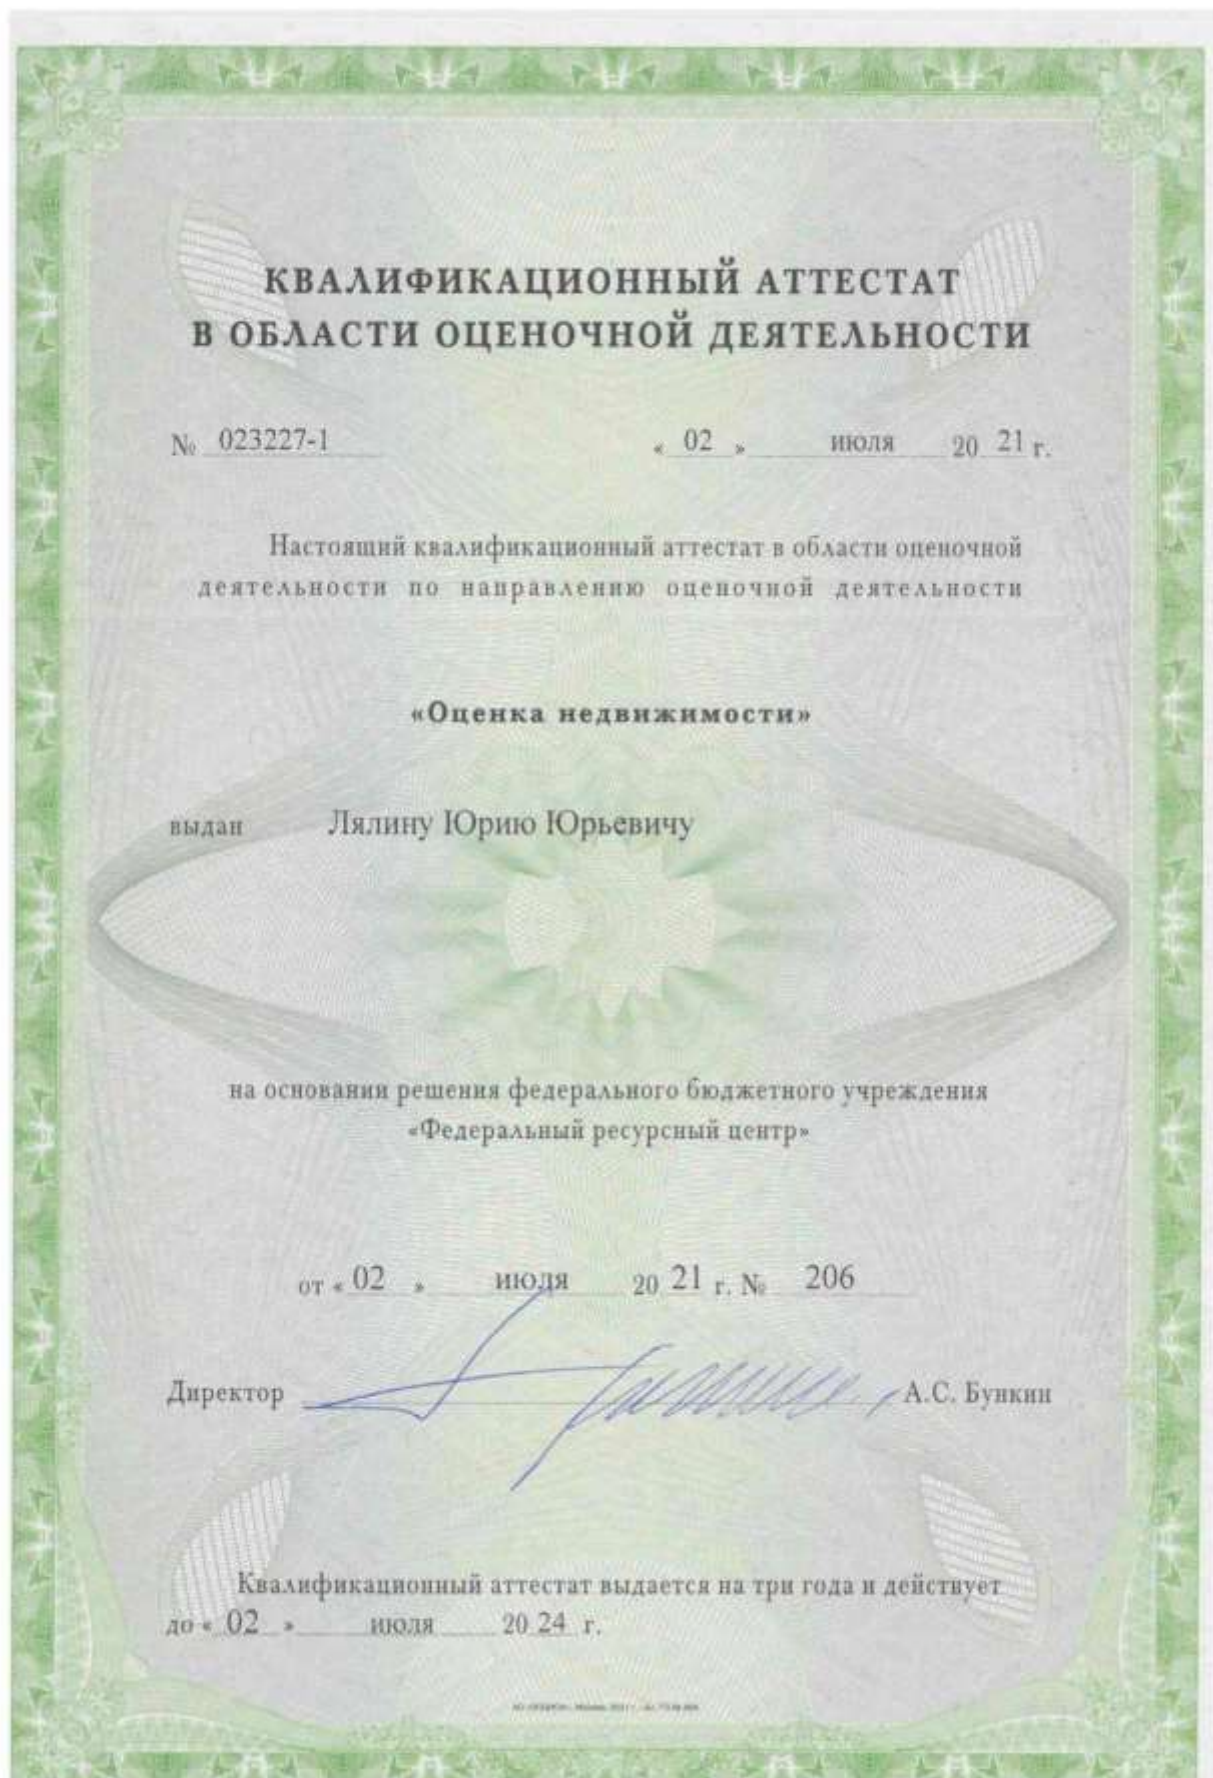 КВАЛИФИКАЦИОННЫЙ АТТЕСТАТ
В ОБЛАСТИ ОЦЕНОЧНОЙ ДЕЯТЕЛЬНОСТИ
№ 023227-1 « 02 » июля 20 21 г.
Настоящий квалификационный аттестат в области оценочной
деятельности по направлению оценочной деятельности
«Оценка недвижимости»
выдан Лялину Юрию Юрьевичу
на основании решения федерального бюджетного учреждения
«Федеральный ресурсный центр»
от « 02 » июля 20 21 г. № 206
Директор А.С. Бункин
Квалификационный аттестат выдается на три года и действует
до « 02 » июля 20 24 г.